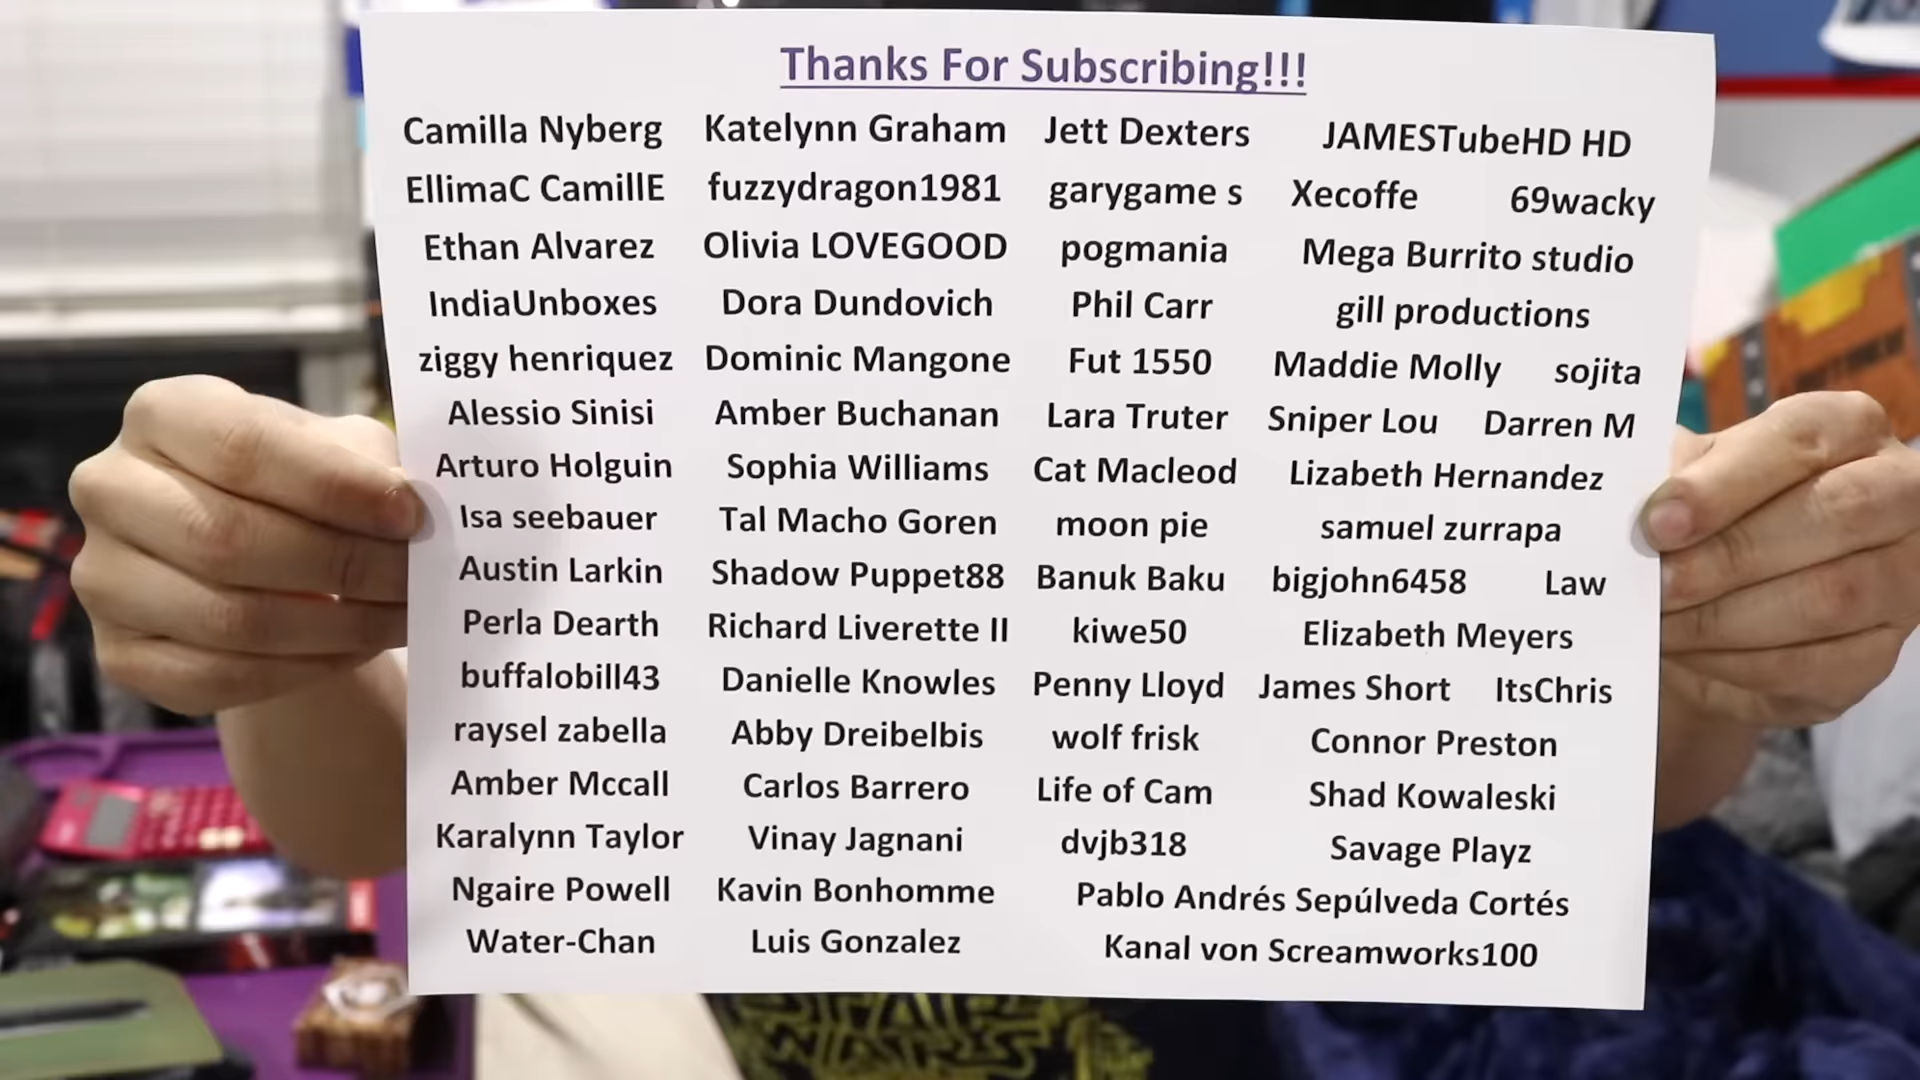 Thanks For Subscribing!!!
Camilla Nyberg Katelynn Graham Jett Dexters JAMESTubeHD HD
EllimaC CamillE fuzzydragon1981 garygame s Xecoffe 69wacky
Ethan Alvarez Olivia LOVEGOOD pogmania Mega Burrito studio
IndiaUnboxes Dora Dundovich Phil Carr gill productions
ziggy henriquez Dominic Mangone Fut 1550 Maddie Molly sojita
Alessio Sinisi Amber Buchanan Lara Truter Sniper Lou Darren M
Arturo Holguin Sophia Williams Cat Macleod Lizabeth Hernandez
Isa seebauer Tal Macho Goren moon pie samuel zurrapa
Austin Larkin Shadow Puppet88 Banuk Baku bigjohn6458 Law
Perla Dearth Richard Liverette II kiwe50 Elizabeth Meyers
buffalobill43 Danielle Knowles Penny Lloyd James Short ItsChris
raysel zabella Abby Dreibelbis wolf frisk Connor Preston
Amber Mccall Carlos Barrero Life of Cam Shad Kowaleski
Karalynn Taylor Vinay Jagnani dvjb318 Savage Playz
Ngaire Powell Kavin Bonhomme Pablo Andrés Sepúlveda Cortés
Water-Chan Luis Gonzalez Kanal von Screamworks100